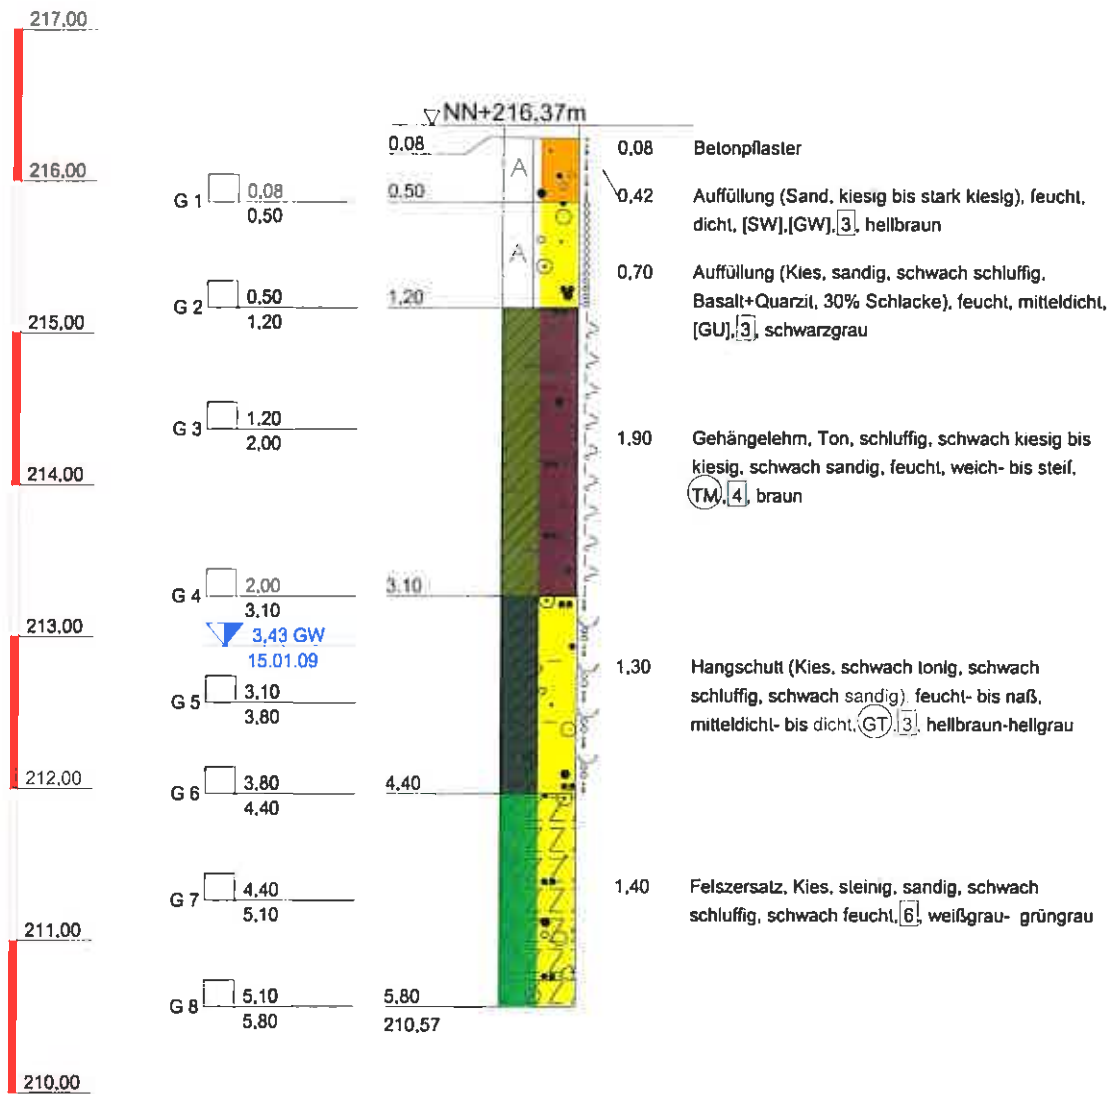 217,00
216,00
215,00
214,00
213,00
212,00
211,00
210,00
NN+216,37m
G 1 0,08
0,50
G 2 0,50
1,20
G 3 1,20
2,00
G 4 2,00
3,10
3,43 GW
15.01.09
G 5 3,10
3,80
G 6 3,80
4,40
G 7 4,40
5,10
G 8 5,10
5,80
0,08
0,50
1,20
3,10
4,40
5,80
210,57
A
A
0,08 Betonpflaster
0,42 Auffüllung (Sand, kiesig bis stark kiesig), feucht,
dicht, [SW],[GW], 3, hellbraun
0,70 Auffüllung (Kies, sandig, schwach schluffig,
Basalt+Quarzit, 30% Schlacke), feucht, mitteldicht,
[GU], 3, schwarzgrau
1,90 Gehängelehm, Ton, schluffig, schwach kiesig bis
kiesig, schwach sandig, feucht, weich- bis steif,
TM, 4, braun
1,30 Hangschutt (Kies, schwach tonig, schwach
schluffig, schwach sandig), feucht- bis naß,
mitteldicht- bis dicht, GT, 3, hellbraun-hellgrau
1,40 Felszersatz, Kies, steinig, sandig, schwach
schluffig, schwach feucht, 6, weißgrau- grüngrau